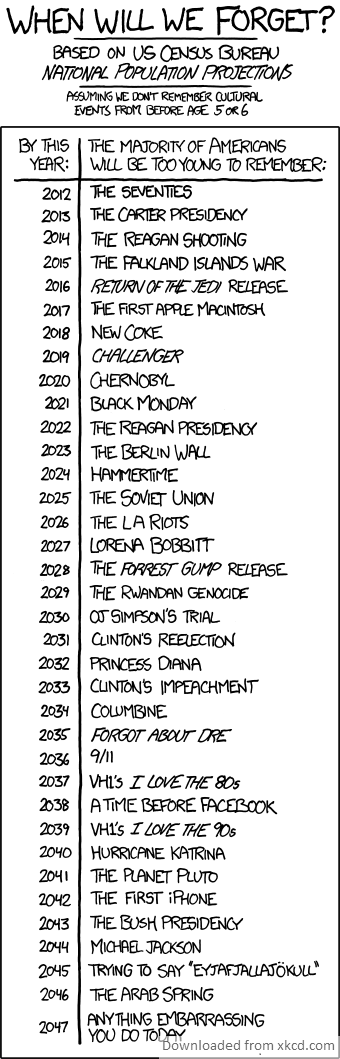 WHEN WILL WE FORGET?
BASED ON US CENSUS BUREAU
NATIONAL POPULATION PROJECTIONS
ASSUMING WE DON'T REMEMBER CULTURAL
EVENTS FROM BEFORE AGE 5 OR 6
BY THIS YEAR: THE MAJORITY OF AMERICANS WILL BE TOO YOUNG TO REMEMBER:
2012 THE SEVENTIES
2013 THE CARTER PRESIDENCY
2014 THE REAGAN SHOOTING
2015 THE FALKLAND ISLANDS WAR
2016 RETURN OF THE JEDI RELEASE
2017 THE FIRST APPLE MACINTOSH
2018 NEW COKE
2019 CHALLENGER
2020 CHERNOBYL
2021 BLACK MONDAY
2022 THE REAGAN PRESIDENCY
2023 THE BERLIN WALL
2024 HAMMERTIME
2025 THE SOVIET UNION
2026 THE LA RIOTS
2027 LORENA BOBBITT
2028 THE FORREST GUMP RELEASE
2029 THE RWANDAN GENOCIDE
2030 OJ SIMPSON'S TRIAL
2031 CLINTON'S REELECTION
2032 PRINCESS DIANA
2033 CLINTON'S IMPEACHMENT
2034 COLUMBINE
2035 FORGOT ABOUT DRE
2036 9/11
2037 VH1'S I LOVE THE 80s
2038 A TIME BEFORE FACEBOOK
2039 VH1'S I LOVE THE 90s
2040 HURRICANE KATRINA
2041 THE PLANET PLUTO
2042 THE FIRST iPHONE
2043 THE BUSH PRESIDENCY
2044 MICHAEL JACKSON
2045 TRYING TO SAY "EYJAFJALLAJÖKULL"
2046 THE ARAB SPRING
2047 ANYTHING EMBARRASSING YOU DO TODAY
Downloaded from xkcd.com